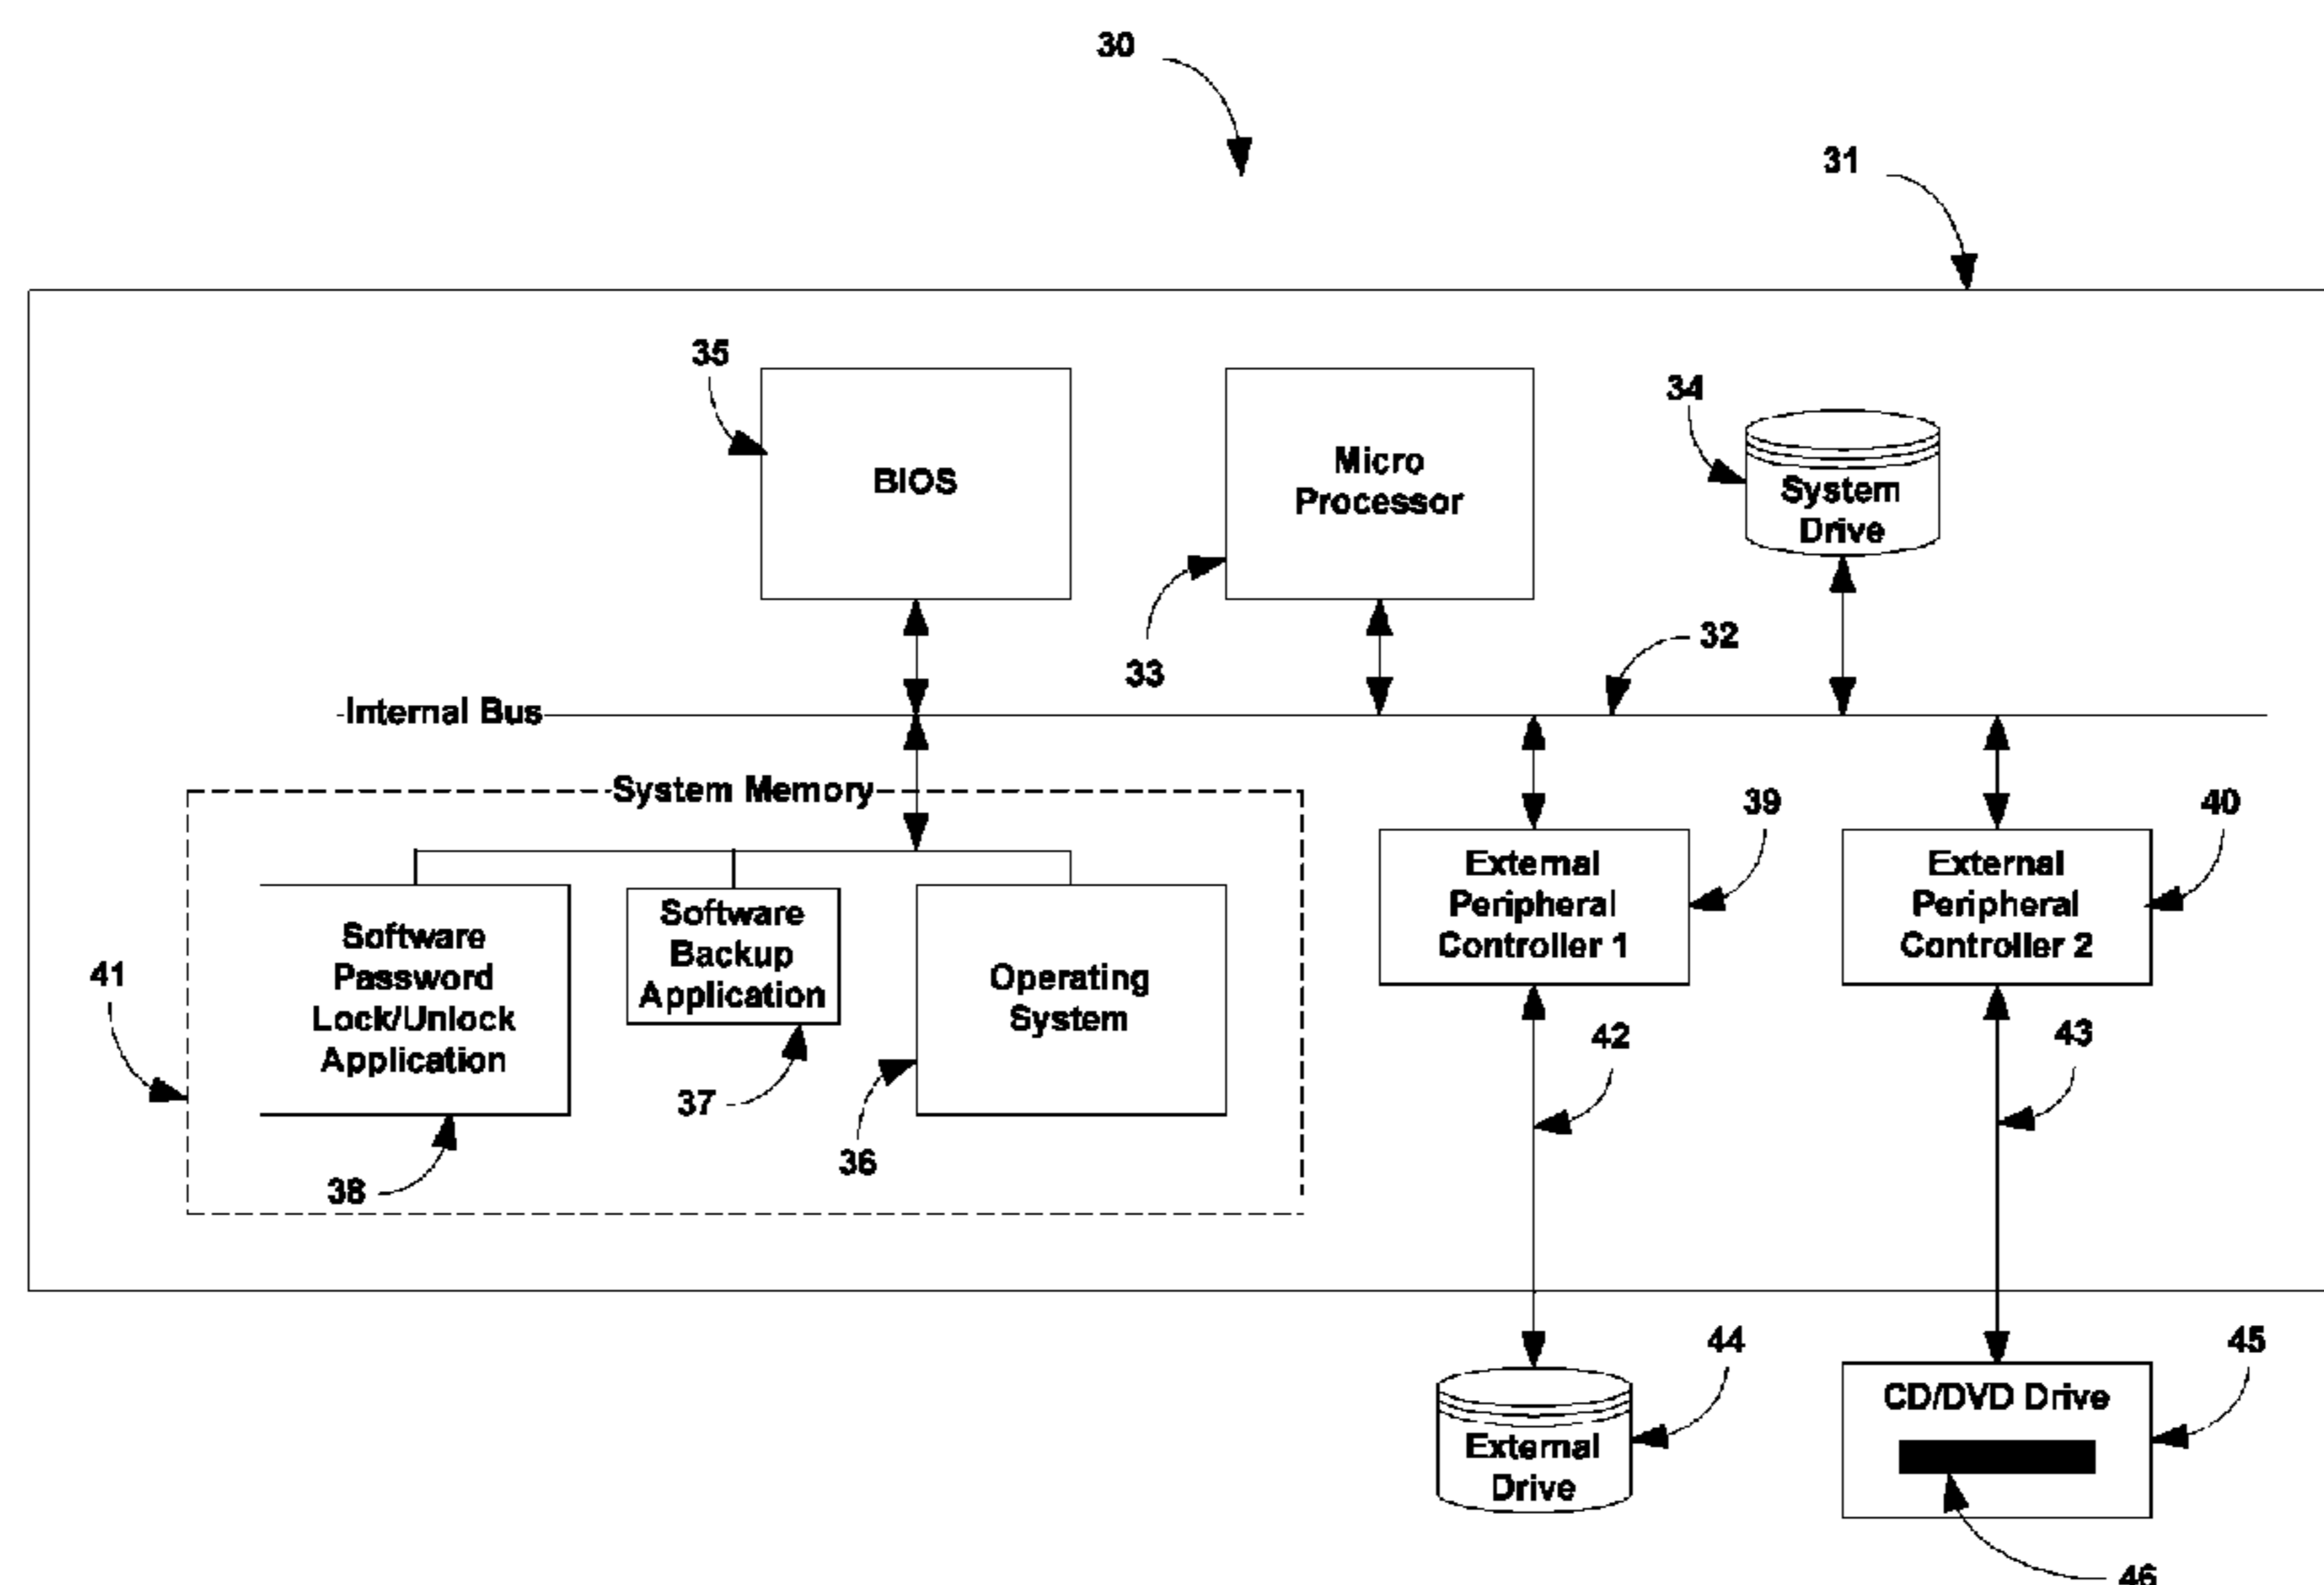 30
31
35
BIOS
Micro
Processor
33
34
System
Drive
32
Internal Bus
System Memory
41
Software
Password
Lock/Unlock
Application
38
Software
Backup
Application
37
Operating
System
36
External
Peripheral
Controller 1
39
External
Peripheral
Controller 2
40
42
43
External
Drive
44
CD/DVD Drive
45
46